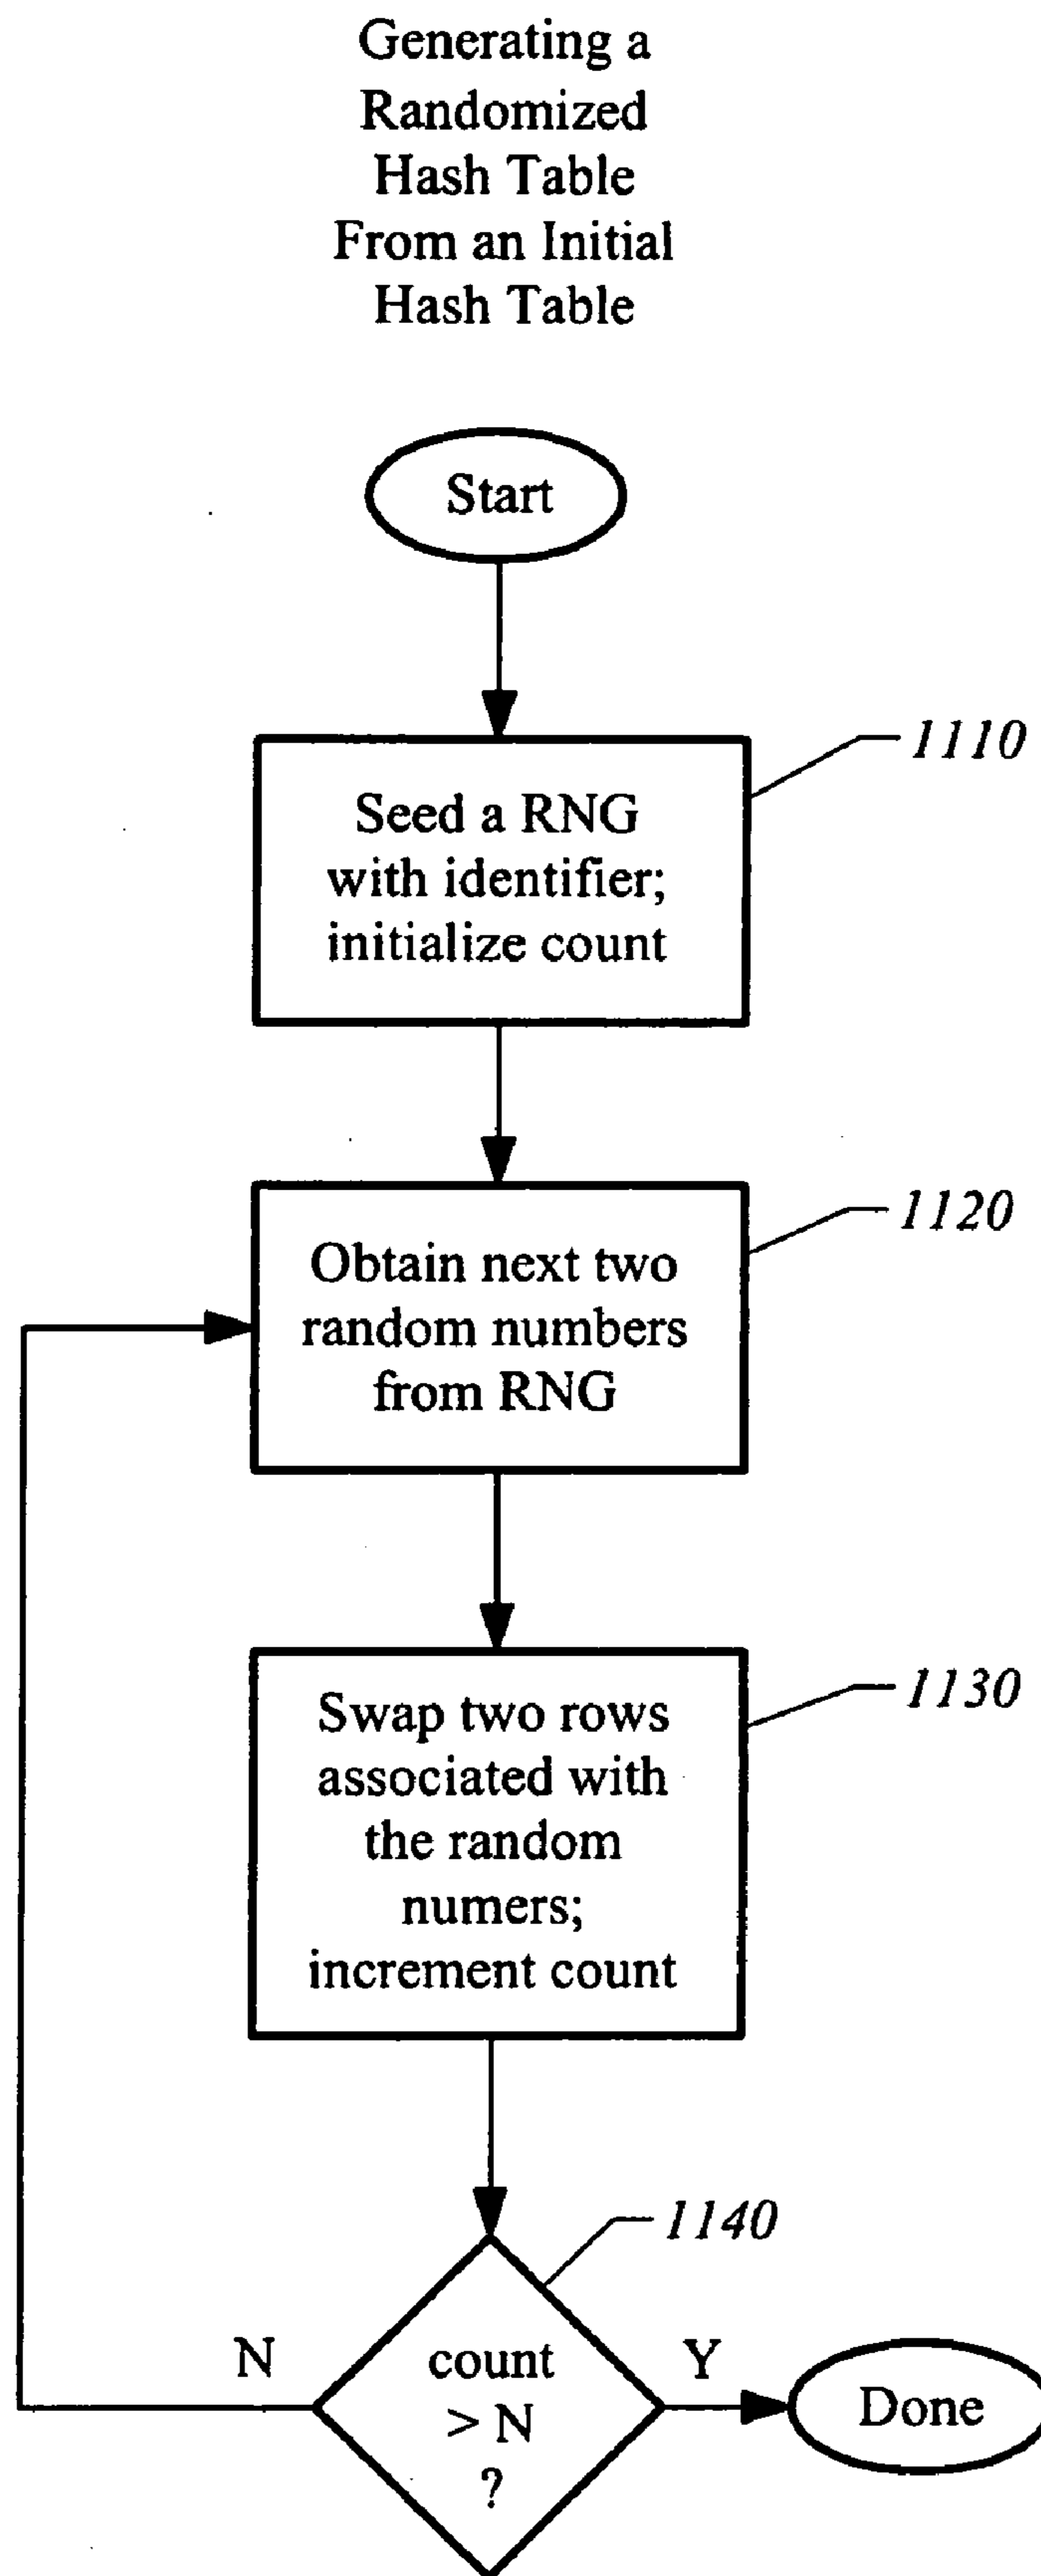 Generating a
Randomized
Hash Table
From an Initial
Hash Table
Start
1110
Seed a RNG
with identifier;
initialize count
1120
Obtain next two
random numbers
from RNG
1130
Swap two rows
associated with
the random
numers;
increment count
1140
N
count
> N
?
Y
Done